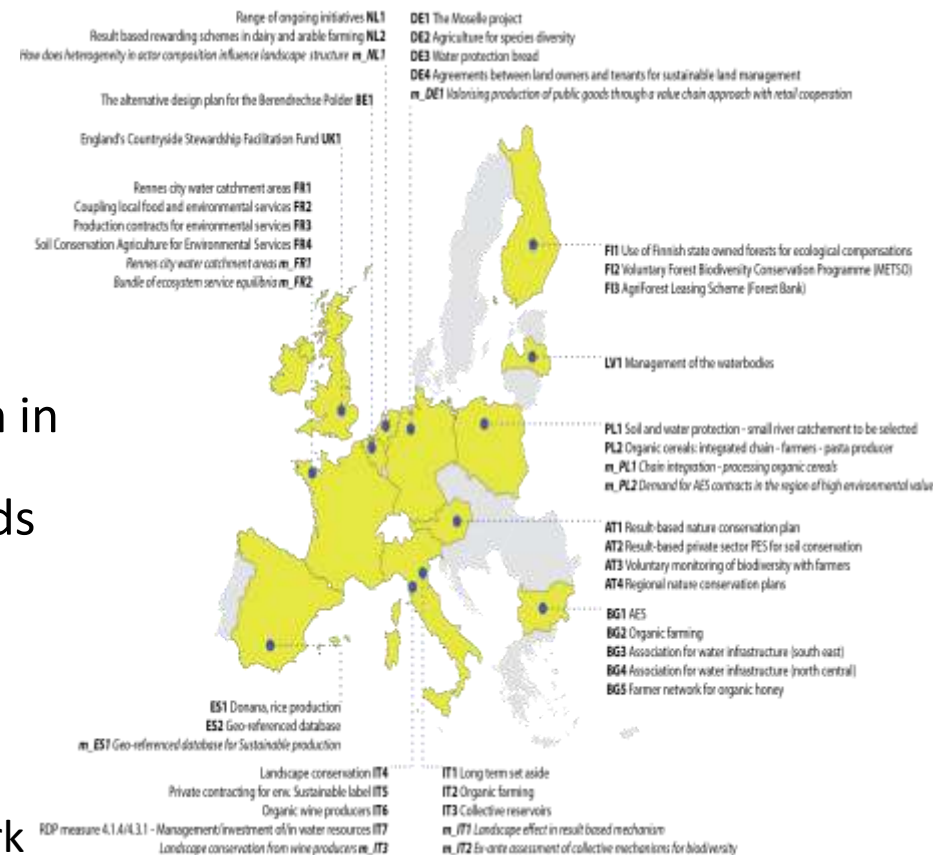 Range of ongoing initiatives NL1
Result based rewarding schemes in dairy and arable farming NL2
How does heterogeneity in actor composition influence landscape structure m_NL1
The alternative design plan for the Berendrechse Polder BE1
England's Countryside Stewardship Facilitation Fund UK1
Rennes city water catchment areas FR1
Coupling local food and environmental services FR2
Production contracts for environmental services FR3
Soil Conservation Agriculture for Environmental Services FR4
Rennes city water catchment areas m_FR1
Bundle of ecosystem service equilibria m_FR2
DE1 The Moselle project
DE2 Agriculture for species diversity
DE3 Water protection bread
DE4 Agreements between land owners and tenants for sustainable land management
m_DE1 Valorising production of public goods through a value chain approach with retail cooperation
FI1 Use of Finnish state owned forests for ecological compensations
FI2 Voluntary Forest Biodiversity Conservation Programme (METSO)
FI3 AgriForest Leasing Scheme (Forest Bank)
LV1 Management of the waterbodies
in
ds
PL1 Soil and water protection - small river catchement to be selected
PL2 Organic cereals: integrated chain - farmers - pasta producer
m_PL1 Chain integration - processing organic cereals
m_PL2 Demand for AES contracts in the region of high environmental value
AT1 Result-based nature conservation plan
AT2 Result-based private sector PES for soil conservation
AT3 Voluntary monitoring of biodiversity with farmers
AT4 Regional nature conservation plans
BG1 AES
BG2 Organic farming
BG3 Association for water infrastructure (south east)
BG4 Association for water infrastructure (north central)
BG5 Farmer network for organic honey
ES1 Donana, rice production
ES2 Geo-referenced database
m_ES1 Geo-referenced database for Sustainable production
Landscape conservation IT4
Private contracting for env. Sustainable label IT5
Organic wine producers IT6
RDP measure 4.1.4/4.3.1 - Management/investment of/in water resources IT7
Landscape conservation from wine producers m_IT3
IT1 Long term set aside
IT2 Organic farming
IT3 Collective reservoirs
m_IT1 Landscape effect in result based mechanism
m_IT2 Ex-ante assessment of collective mechanisms for biodiversity
rk